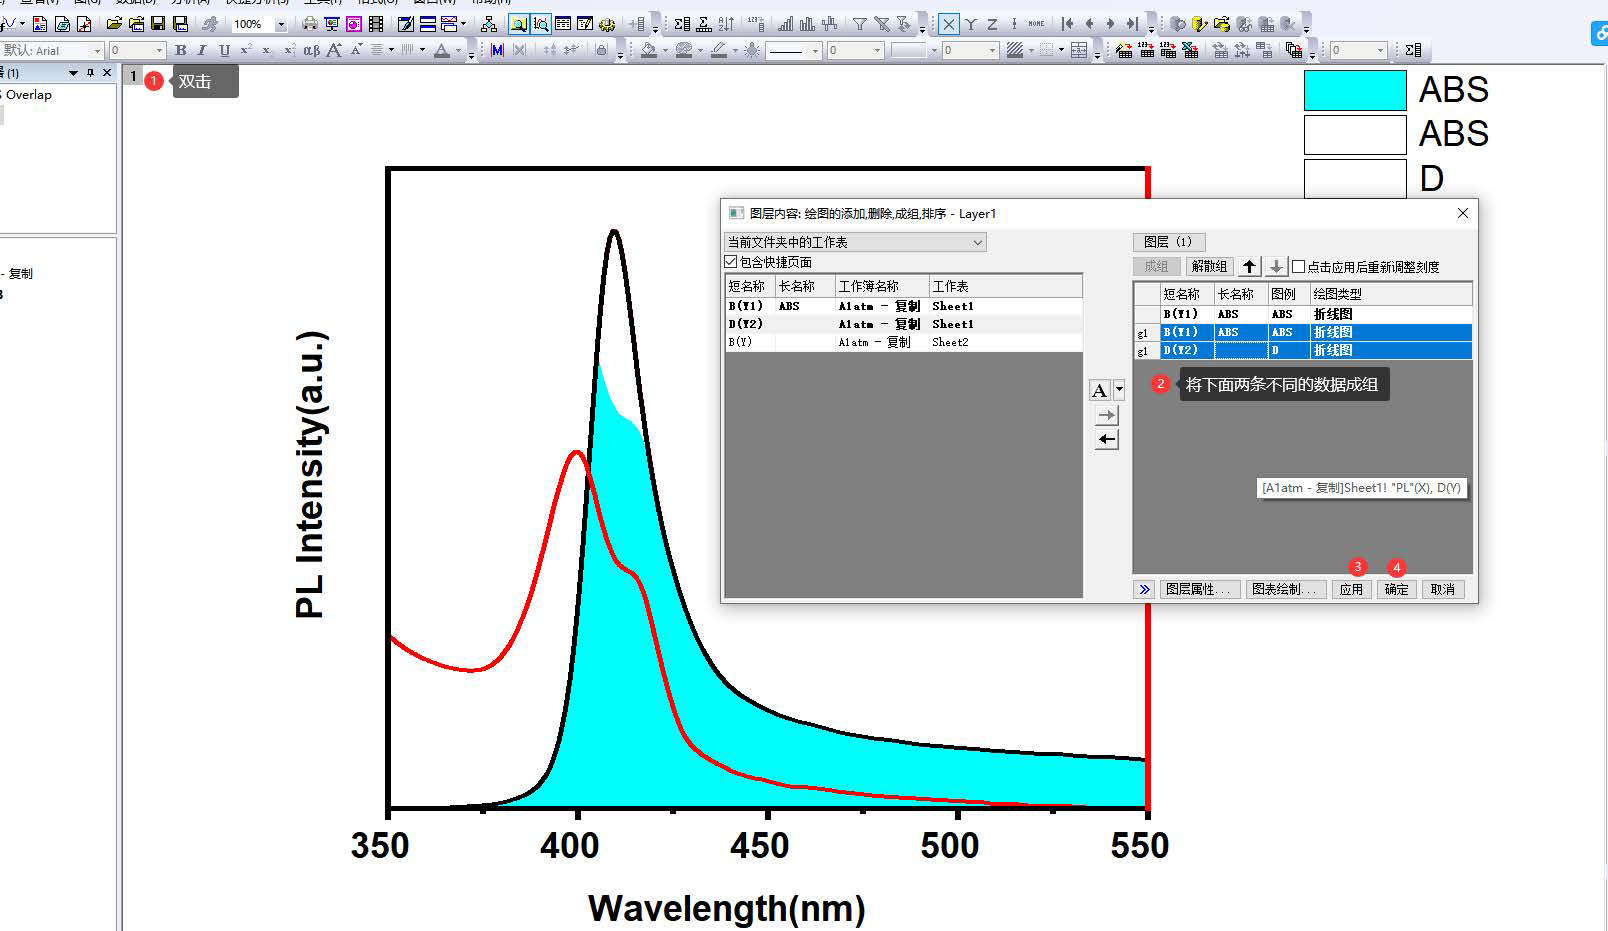 100%
默认: Arial
0
B I U
αβ
A
0
0
0
(1)
Overlap
- 复制
1
1 双击
ABS
ABS
D
图层内容: 绘图的添加,删除,成组,排序 - Layer1
当前文件夹中的工作表
包含快捷页面
短名称 长名称 工作簿名称 工作表
B(Y1) ABS A1atm - 复制 Sheet1
D(Y2) A1atm - 复制 Sheet1
B(Y) A1atm - 复制 Sheet2
A
图层 (1)
成组 解散组 点击应用后重新调整刻度
短名称 长名称 图例 绘图类型
B(Y1) ABS ABS 折线图
g1 B(Y1) ABS ABS 折线图
g1 D(Y2) D 折线图
2 将下面两条不同的数据成组
[A1atm - 复制]Sheet1! "PL"(X), D(Y)
3 4
图层属性... 图表绘制... 应用 确定 取消
PL Intensity(a.u.)
350 400 450 500 550
Wavelength(nm)